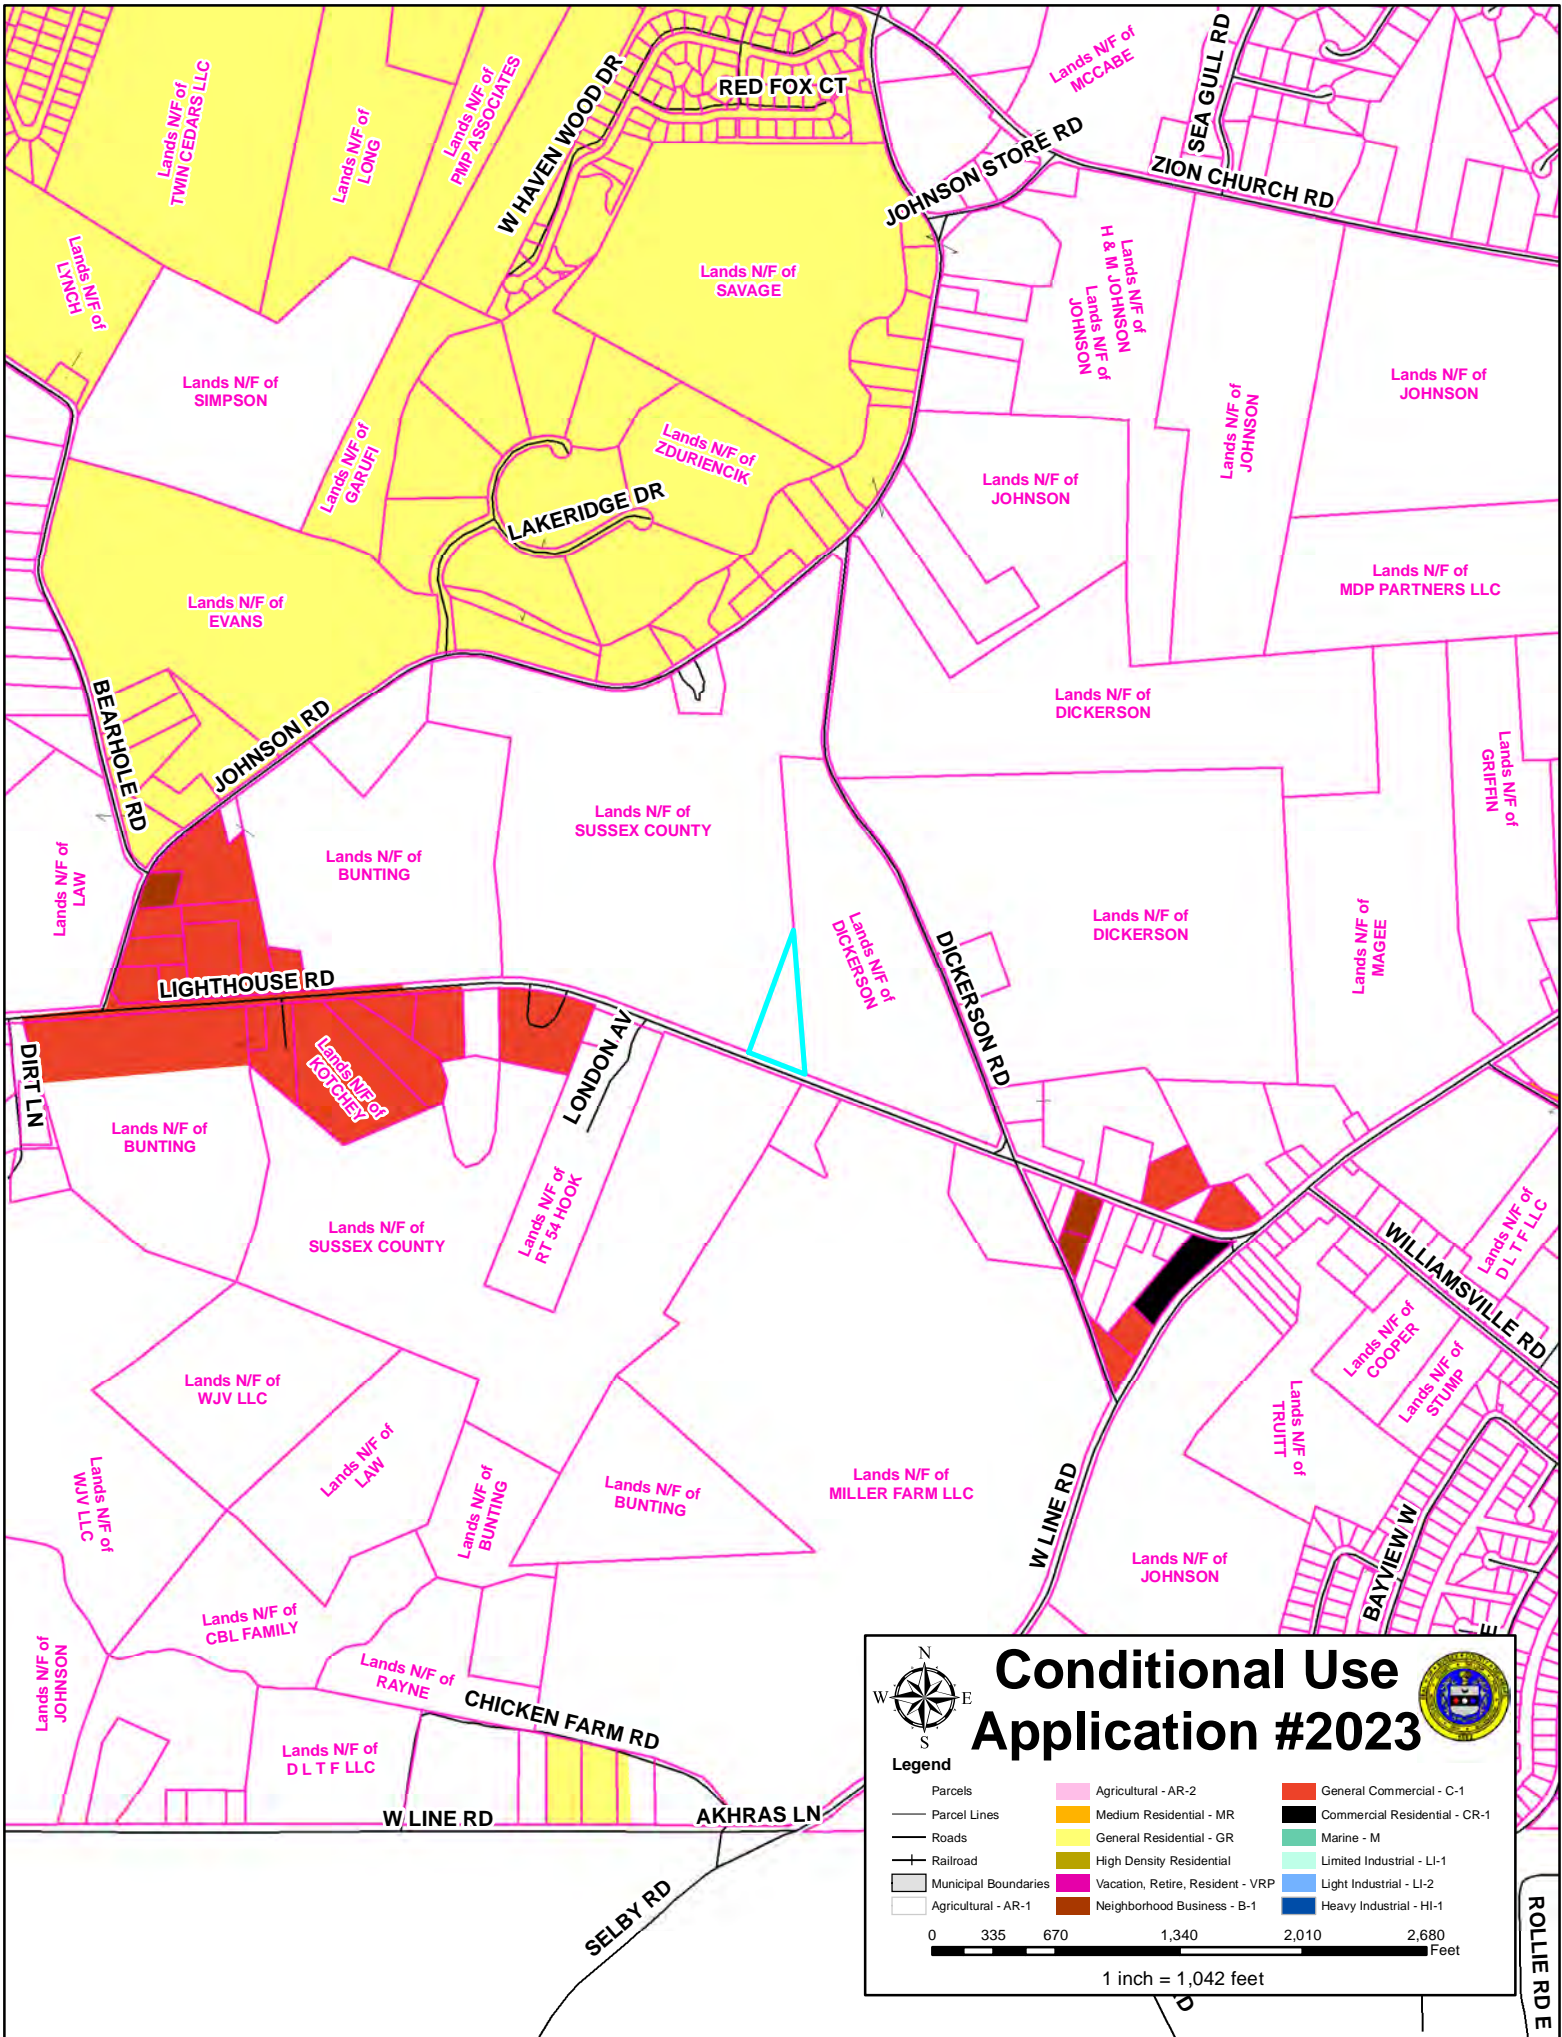 Lands N/F of
TWIN CEDARS LLC
Lands N/F of
LONG
Lands N/F of
PMP ASSOCIATES
W HAVEN WOOD DR
RED FOX CT
Lands N/F of
MCCABE
SEA GULL RD
JOHNSON STORE RD
ZION CHURCH RD
Lands N/F of
LYNCH
Lands N/F of
SAVAGE
Lands N/F of
H & M JOHNSON
Lands N/F of
JOHNSON
Lands N/F of
SIMPSON
Lands N/F of
JOHNSON
Lands N/F of
JOHNSON
Lands N/F of
GARUFI
Lands N/F of
ZDURIENCIK
Lands N/F of
JOHNSON
LAKERIDGE DR
Lands N/F of
MDP PARTNERS LLC
Lands N/F of
EVANS
BEARHOLE RD
JOHNSON RD
Lands N/F of
DICKERSON
Lands N/F of
GRIFFIN
Lands N/F of
SUSSEX COUNTY
Lands N/F of
BUNTING
Lands N/F of
LAW
Lands N/F of
DICKERSON
Lands N/F of
DICKERSON
Lands N/F of
MAGEE
DICKERSON RD
LIGHTHOUSE RD
DIRT LN
Lands N/F of
KOTCHEY
LONDON AV
Lands N/F of
BUNTING
Lands N/F of
RT 54 HOOK
Lands N/F of
SUSSEX COUNTY
Lands N/F of
D L T F LLC
WILLIAMSVILLE RD
Lands N/F of
COOPER
Lands N/F of
STUMP
Lands N/F of
TRUITT
Lands N/F of
WJV LLC
Lands N/F of
LAW
Lands N/F of
WJV LLC
Lands N/F of
BUNTING
Lands N/F of
BUNTING
Lands N/F of
MILLER FARM LLC
W LINE RD
Lands N/F of
JOHNSON
BAYVIEW W
E
Lands N/F of
CBL FAMILY
Lands N/F of
JOHNSON
Lands N/F of
RAYNE
CHICKEN FARM RD
Lands N/F of
D L T F LLC
W LINE RD
AKHRAS LN
SELBY RD
ROLLIE RD E
RD
N
W E
S
Conditional Use
Application #2023
Legend
Parcels
Parcel Lines
Roads
Railroad
Municipal Boundaries
Agricultural - AR-1
Agricultural - AR-2
Medium Residential - MR
General Residential - GR
High Density Residential
Vacation, Retire, Resident - VRP
Neighborhood Business - B-1
General Commercial - C-1
Commercial Residential - CR-1
Marine - M
Limited Industrial - LI-1
Light Industrial - LI-2
Heavy Industrial - HI-1
0 335 670 1,340 2,010 2,680
Feet
1 inch = 1,042 feet